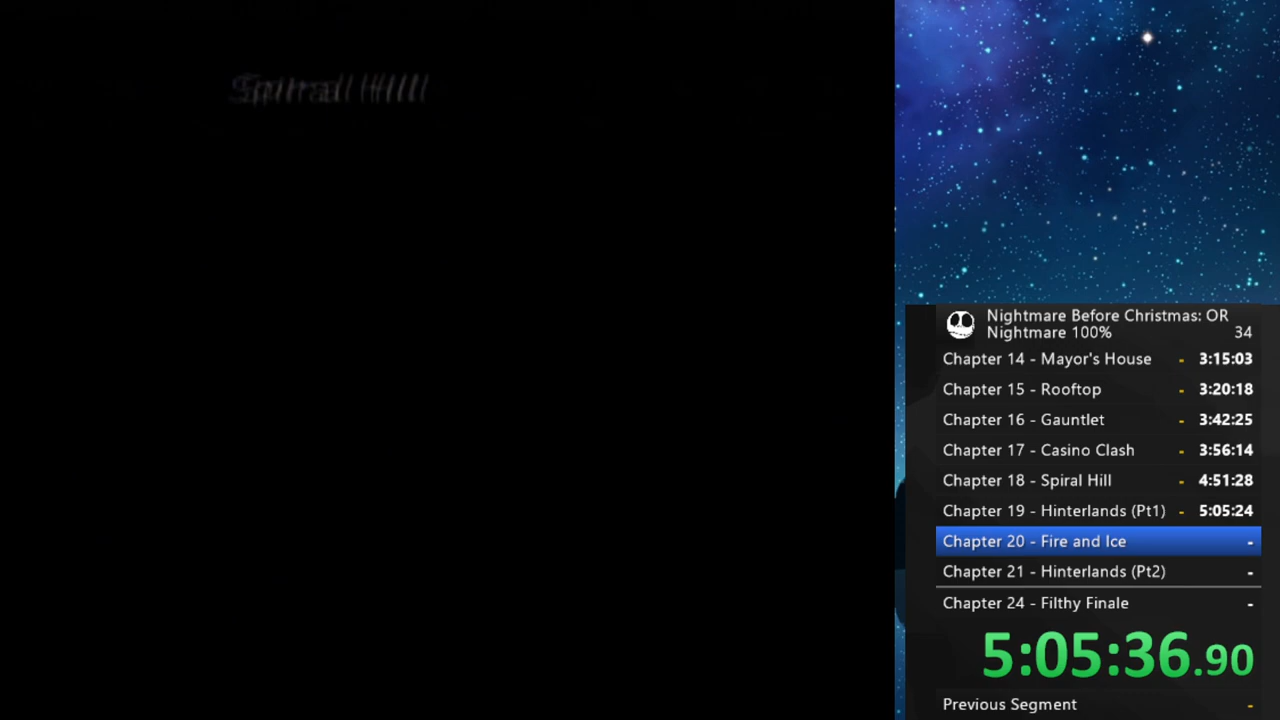 Spiral Hill
Nightmare Before Christmas: OR
Nightmare 100% 34
Chapter 14 - Mayor's House - 3:15:03
Chapter 15 - Rooftop - 3:20:18
Chapter 16 - Gauntlet - 3:42:25
Chapter 17 - Casino Clash - 3:56:14
Chapter 18 - Spiral Hill - 4:51:28
Chapter 19 - Hinterlands (Pt1) - 5:05:24
Chapter 20 - Fire and Ice -
Chapter 21 - Hinterlands (Pt2) -
Chapter 24 - Filthy Finale -
5:05:36.90
Previous Segment -